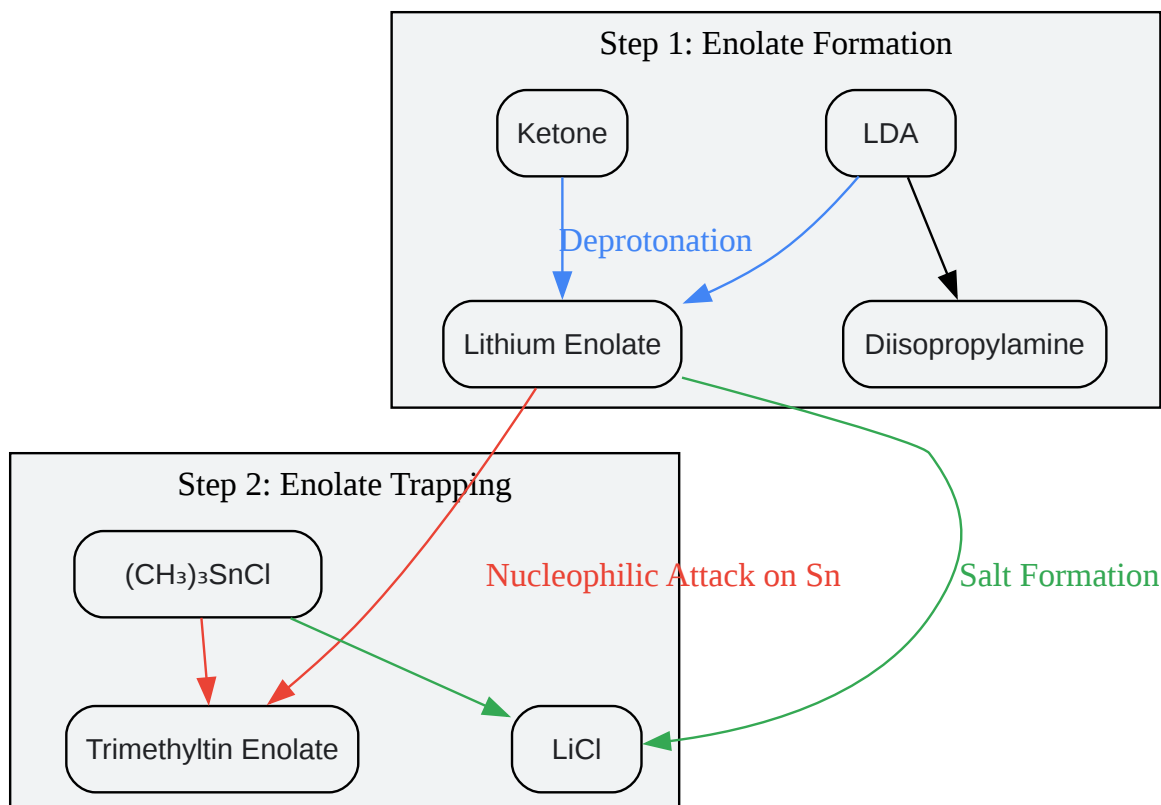 Step 1: Enolate Formation
Ketone
LDA
Deprotonation
Lithium Enolate
Diisopropylamine
Step 2: Enolate Trapping
(CH₃)₃SnCl
Nucleophilic Attack on Sn
Salt Formation
Trimethyltin Enolate
LiCl